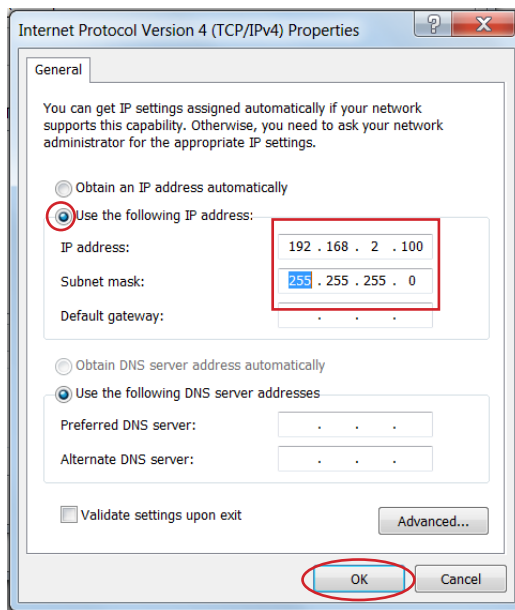 Internet Protocol Version 4 (TCP/IPv4) Properties
General
You can get IP settings assigned automatically if your network
supports this capability. Otherwise, you need to ask your network
administrator for the appropriate IP settings.
Obtain an IP address automatically
Use the following IP address:
IP address: 192 . 168 . 2 . 100
Subnet mask: 255 . 255 . 255 . 0
Default gateway: . . .
Obtain DNS server address automatically
Use the following DNS server addresses
Preferred DNS server: . . .
Alternate DNS server: . . .
Validate settings upon exit
Advanced...
OK Cancel